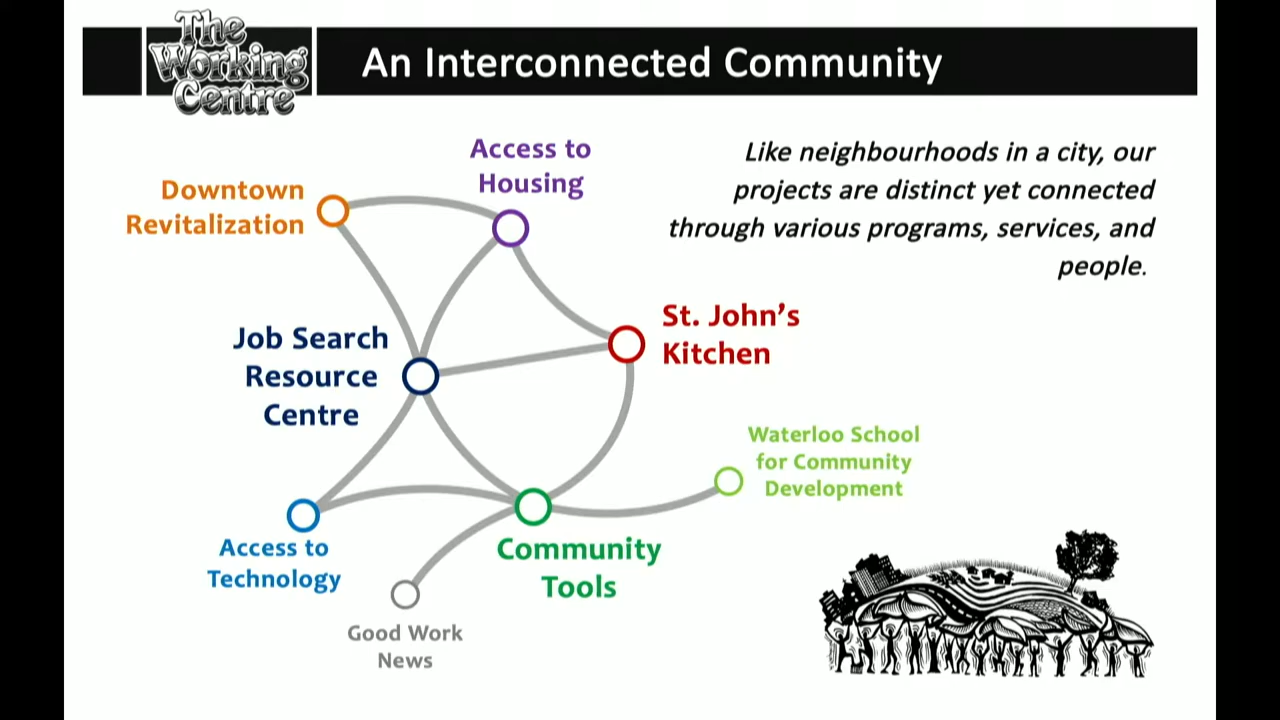 The
Working
Centre
An Interconnected Community
Like neighbourhoods in a city, our
projects are distinct yet connected
through various programs, services, and
people.
Access to
Housing
Downtown
Revitalization
St. John's
Kitchen
Job Search
Resource
Centre
Waterloo School
for Community
Development
Access to
Technology
Community
Tools
Good Work
News